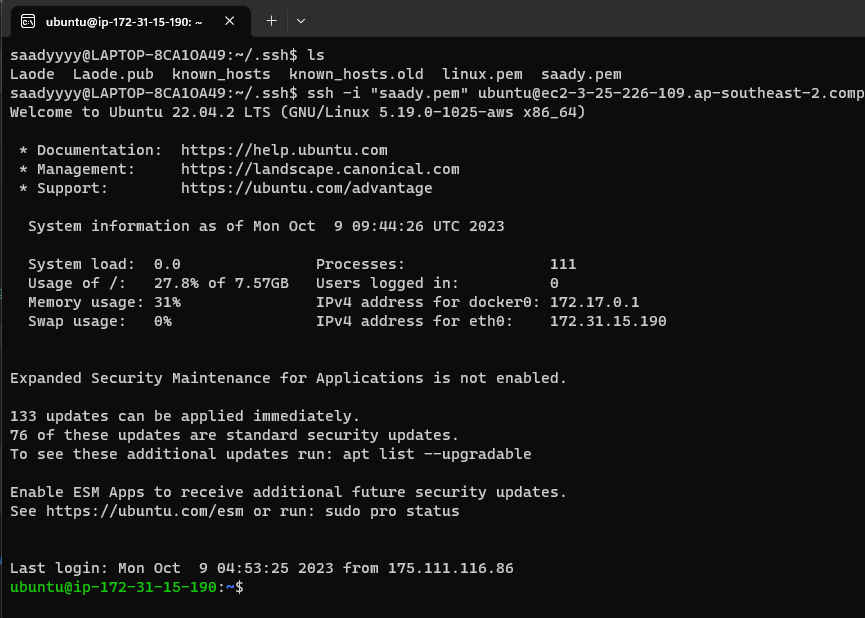 ubuntu@ip-172-31-15-190: ~
saadyyyy@LAPTOP-8CA1OA49:~/.ssh$ ls
Laode  Laode.pub  known_hosts  known_hosts.old  linux.pem  saady.pem
saadyyyy@LAPTOP-8CA1OA49:~/.ssh$ ssh -i "saady.pem" ubuntu@ec2-3-25-226-109.ap-southeast-2.comp
Welcome to Ubuntu 22.04.2 LTS (GNU/Linux 5.19.0-1025-aws x86_64)
* Documentation:  https://help.ubuntu.com
* Management:     https://landscape.canonical.com
* Support:        https://ubuntu.com/advantage
System information as of Mon Oct  9 09:44:26 UTC 2023
System load:  0.0               Processes:                111
Usage of /:   27.8% of 7.57GB   Users logged in:          0
Memory usage: 31%               IPv4 address for docker0: 172.17.0.1
Swap usage:   0%                IPv4 address for eth0:    172.31.15.190
Expanded Security Maintenance for Applications is not enabled.
133 updates can be applied immediately.
76 of these updates are standard security updates.
To see these additional updates run: apt list --upgradable
Enable ESM Apps to receive additional future security updates.
See https://ubuntu.com/esm or run: sudo pro status
Last login: Mon Oct  9 04:53:25 2023 from 175.111.116.86
ubuntu@ip-172-31-15-190:~$